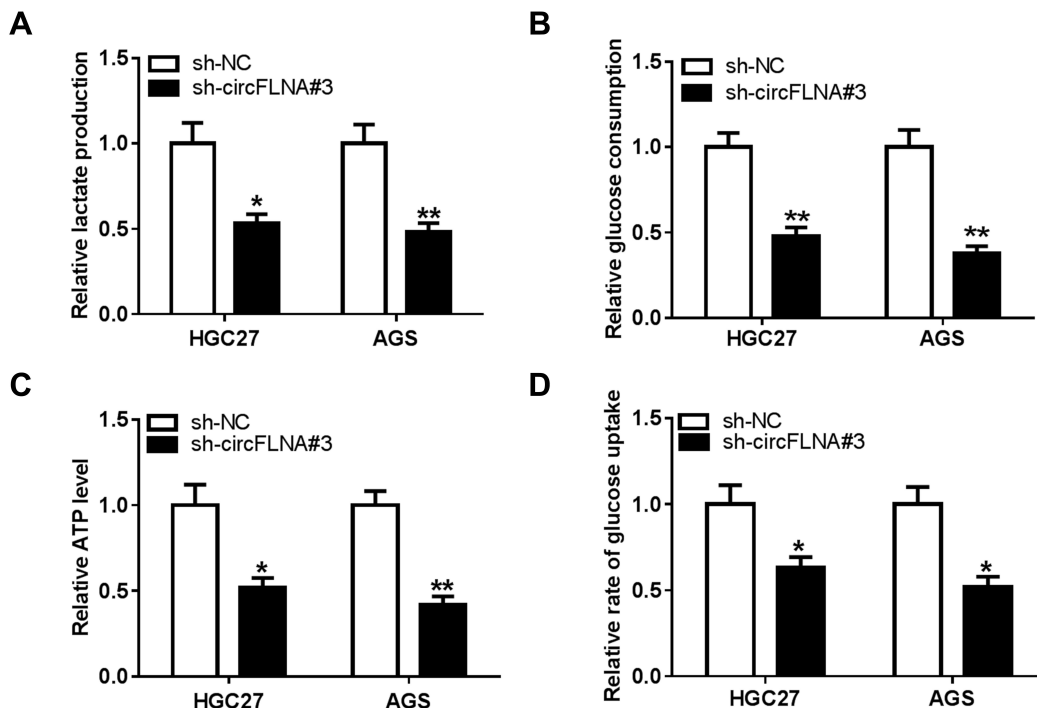 A
Relative lactate production
1.5
1.0
0.5
0.0
sh-NC
sh-circFLNA#3
*
**
HGC27
AGS
B
Relative glucose consumption
1.5
1.0
0.5
0.0
sh-NC
sh-circFLNA#3
**
**
HGC27
AGS
C
Relative ATP level
1.5
1.0
0.5
0.0
sh-NC
sh-circFLNA#3
*
**
HGC27
AGS
D
Relative rate of glucose uptake
1.5
1.0
0.5
0.0
sh-NC
sh-circFLNA#3
*
*
HGC27
AGS